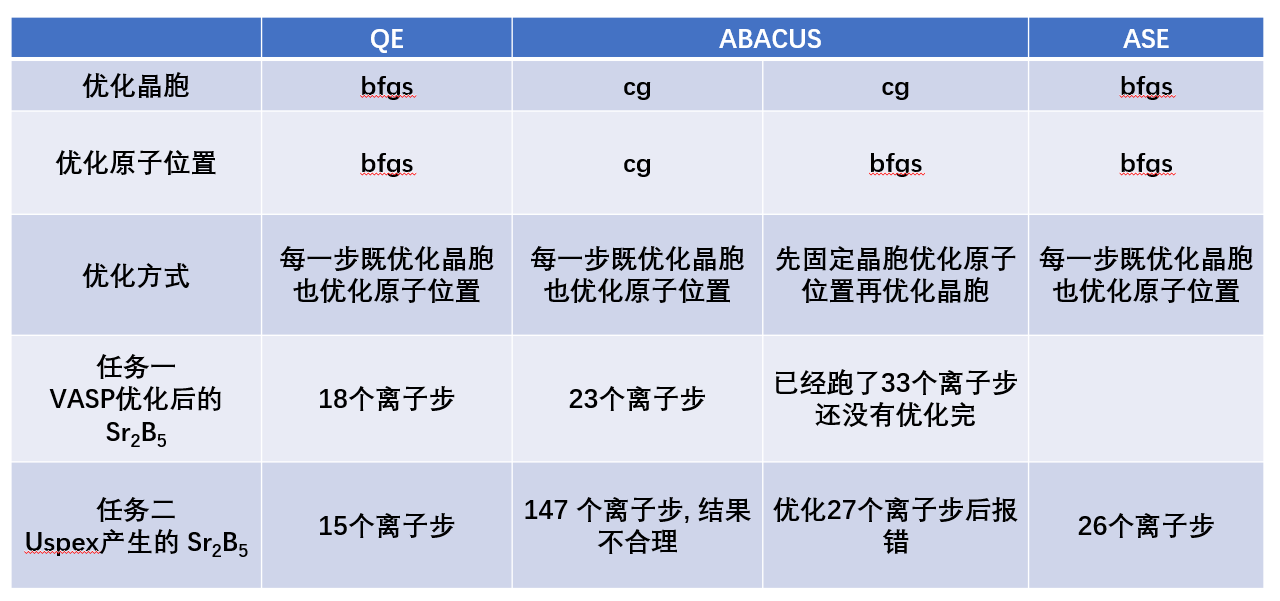 QE ABACUS ASE
优化晶胞 bfgs cg cg bfgs
优化原子位置 bfgs cg bfgs bfgs
优化方式
每一步既优化晶胞
也优化原子位置
每一步既优化晶胞
也优化原子位置
先固定晶胞优化原子
位置再优化晶胞
每一步既优化晶胞
也优化原子位置
任务一
VASP优化后的
Sr₂B₅
18个离子步
23个离子步
已经跑了33个离子步
还没有优化完
任务二
Uspex产生的 Sr₂B₅
15个离子步
147 个离子步, 结果
不合理
优化27个离子步后报
错
26个离子步